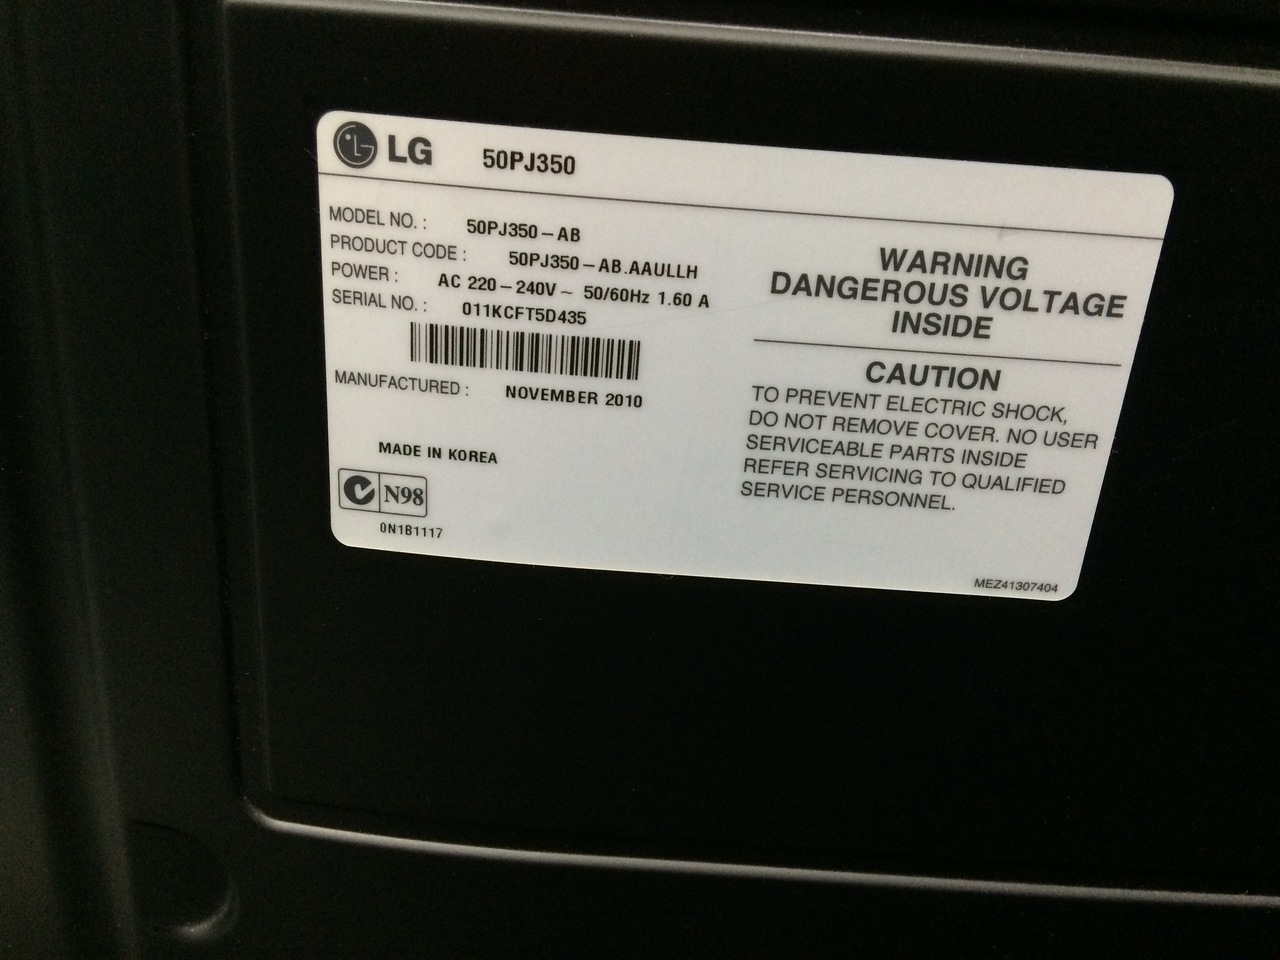 LG 50PJ350
MODEL NO. : 50PJ350-AB
PRODUCT CODE : 50PJ350-AB.AAULLH
POWER : AC 220-240V ~ 50/60Hz 1.60 A
SERIAL NO. : 011KCFT5D435
MANUFACTURED : NOVEMBER 2010
MADE IN KOREA
N98
0N1B1117
WARNING
DANGEROUS VOLTAGE
INSIDE
CAUTION
TO PREVENT ELECTRIC SHOCK,
DO NOT REMOVE COVER. NO USER
SERVICEABLE PARTS INSIDE
REFER SERVICING TO QUALIFIED
SERVICE PERSONNEL.
MEZ41307404